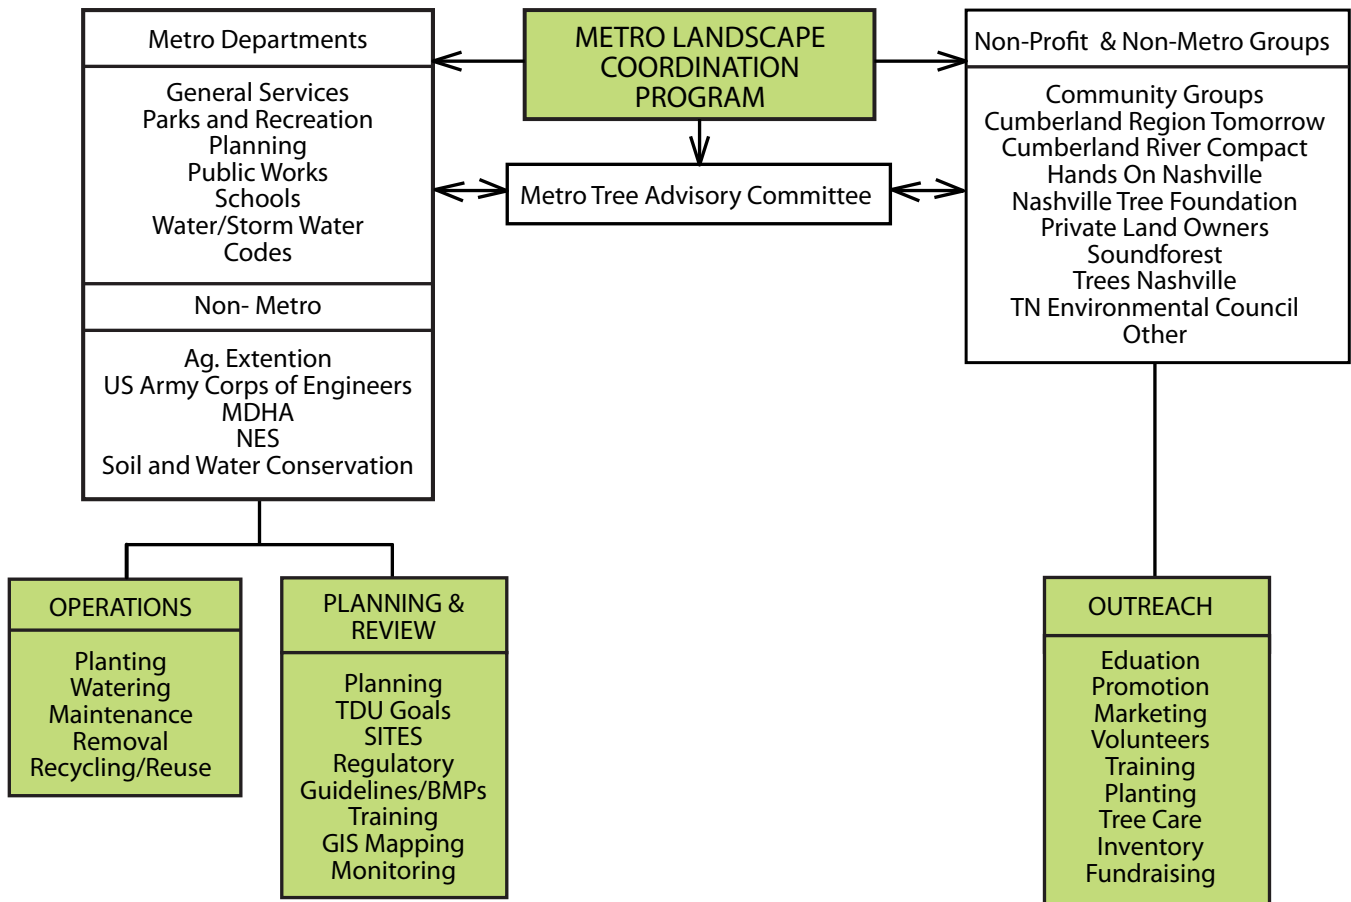 Metro Departments
General Services
Parks and Recreation
Planning
Public Works
Schools
Water/Storm Water
Codes
Non- Metro
Ag. Extention
US Army Corps of Engineers
MDHA
NES
Soil and Water Conservation
METRO LANDSCAPE
COORDINATION
PROGRAM
Metro Tree Advisory Committee
Non-Profit & Non-Metro Groups
Community Groups
Cumberland Region Tomorrow
Cumberland River Compact
Hands On Nashville
Nashville Tree Foundation
Private Land Owners
Soundforest
Trees Nashville
TN Environmental Council
Other
OPERATIONS
Planting
Watering
Maintenance
Removal
Recycling/Reuse
PLANNING &
REVIEW
Planning
TDU Goals
SITES
Regulatory
Guidelines/BMPs
Training
GIS Mapping
Monitoring
OUTREACH
Eduation
Promotion
Marketing
Volunteers
Training
Planting
Tree Care
Inventory
Fundraising